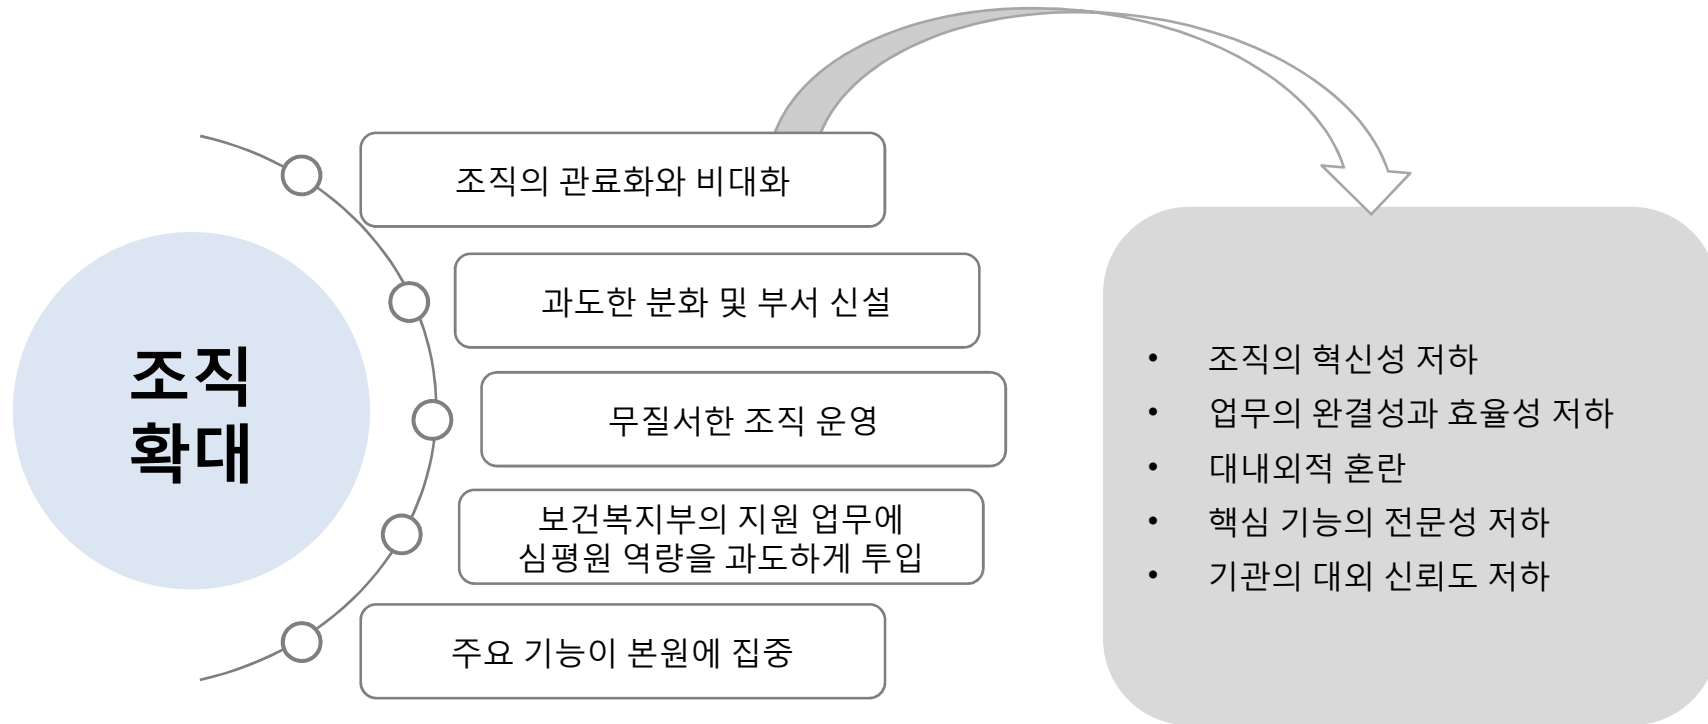 조직
확대
조직의 관료화와 비대화
과도한 분화 및 부서 신설
무질서한 조직 운영
보건복지부의 지원 업무에
심평원 역량을 과도하게 투입
주요 기능이 본원에 집중
• 조직의 혁신성 저하
• 업무의 완결성과 효율성 저하
• 대내외적 혼란
• 핵심 기능의 전문성 저하
• 기관의 대외 신뢰도 저하